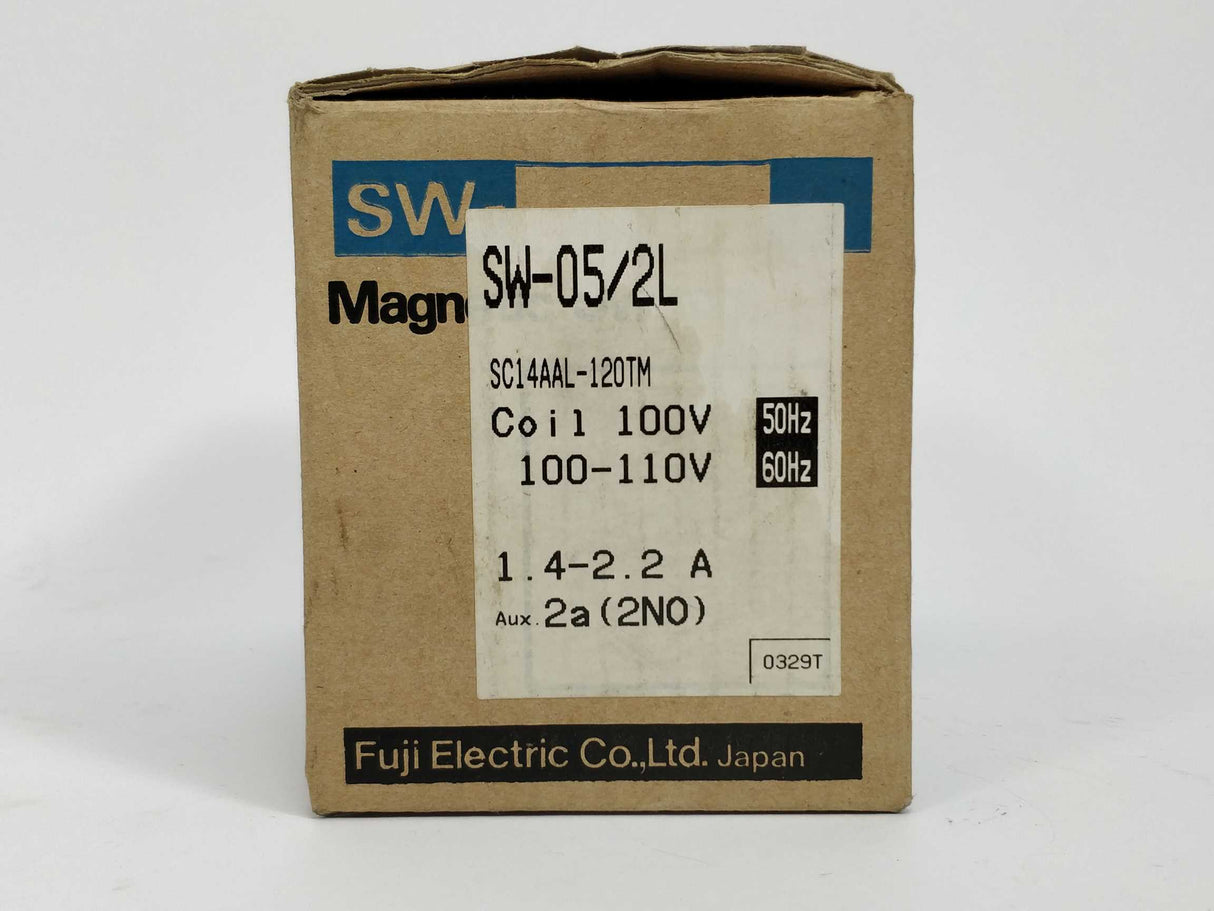 SW-
Magn
SW-05/2L
SC14AAL-120TM
Coil 100V 50Hz
100-110V 60Hz
1.4-2.2 A
Aux. 2a(2NO)
0329T
Fuji Electric Co.,Ltd. Japan